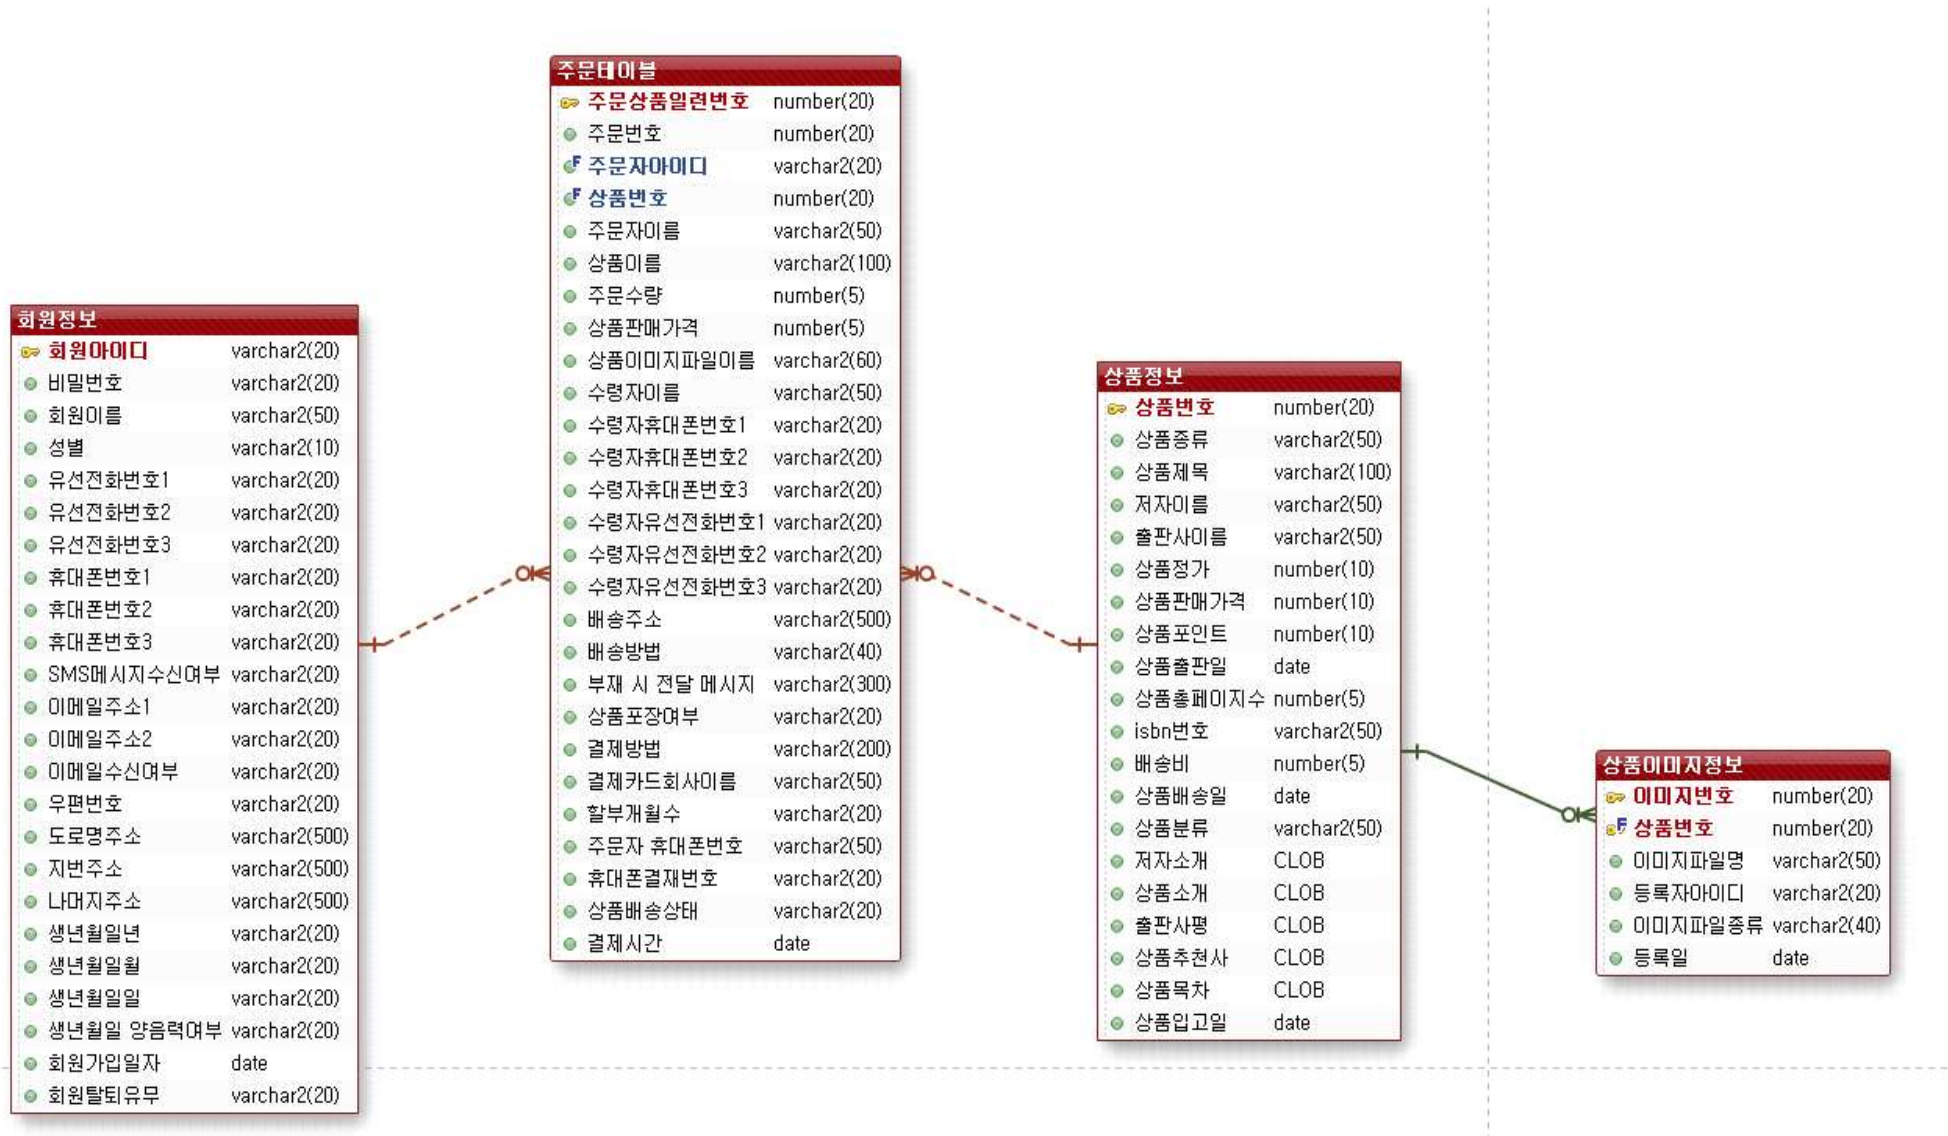 회원정보
회원아이디 varchar2(20)
비밀번호 varchar2(20)
회원이름 varchar2(50)
성별 varchar2(10)
유선전화번호1 varchar2(20)
유선전화번호2 varchar2(20)
유선전화번호3 varchar2(20)
휴대폰번호1 varchar2(20)
휴대폰번호2 varchar2(20)
휴대폰번호3 varchar2(20)
SMS메시지수신여부 varchar2(20)
이메일주소1 varchar2(20)
이메일주소2 varchar2(20)
이메일수신여부 varchar2(20)
우편번호 varchar2(20)
도로명주소 varchar2(500)
지번주소 varchar2(500)
나머지주소 varchar2(500)
생년월일년 varchar2(20)
생년월일월 varchar2(20)
생년월일일 varchar2(20)
생년월일 양음력여부 varchar2(20)
회원가입일자 date
회원탈퇴유무 varchar2(20)
주문테이블
주문상품일련번호 number(20)
주문번호 number(20)
F 주문자아이디 varchar2(20)
F 상품번호 number(20)
주문자이름 varchar2(50)
상품이름 varchar2(100)
주문수량 number(5)
상품판매가격 number(5)
상품이미지파일이름 varchar2(60)
수령자이름 varchar2(50)
수령자휴대폰번호1 varchar2(20)
수령자휴대폰번호2 varchar2(20)
수령자휴대폰번호3 varchar2(20)
수령자유선전화번호1 varchar2(20)
수령자유선전화번호2 varchar2(20)
수령자유선전화번호3 varchar2(20)
배송주소 varchar2(500)
배송방법 varchar2(40)
부재 시 전달 메시지 varchar2(300)
상품포장여부 varchar2(20)
결제방법 varchar2(200)
결제카드회사이름 varchar2(50)
할부개월수 varchar2(20)
주문자 휴대폰번호 varchar2(50)
휴대폰결재번호 varchar2(20)
상품배송상태 varchar2(20)
결제시간 date
상품정보
상품번호 number(20)
상품종류 varchar2(50)
상품제목 varchar2(100)
저자이름 varchar2(50)
출판사이름 varchar2(50)
상품정가 number(10)
상품판매가격 number(10)
상품포인트 number(10)
상품출판일 date
상품총페이지수 number(5)
isbn번호 varchar2(50)
배송비 number(5)
상품배송일 date
상품분류 varchar2(50)
저자소개 CLOB
상품소개 CLOB
출판사평 CLOB
상품추천사 CLOB
상품목차 CLOB
상품입고일 date
상품이미지정보
이미지번호 number(20)
F 상품번호 number(20)
이미지파일명 varchar2(50)
등록자아이디 varchar2(20)
이미지파일종류 varchar2(40)
등록일 date